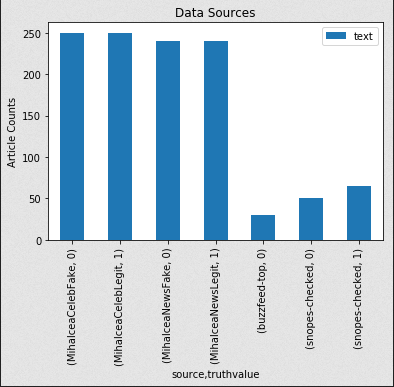 Data Sources
text
250
200
150
100
50
0
Article Counts
(MihalceaCelebFake, 0)
(MihalceaCelebLegit, 1)
(MihalceaNewsFake, 0)
(MihalceaNewsLegit, 1)
(buzzfeed-top, 0)
(snopes-checked, 0)
(snopes-checked, 1)
source,truthvalue